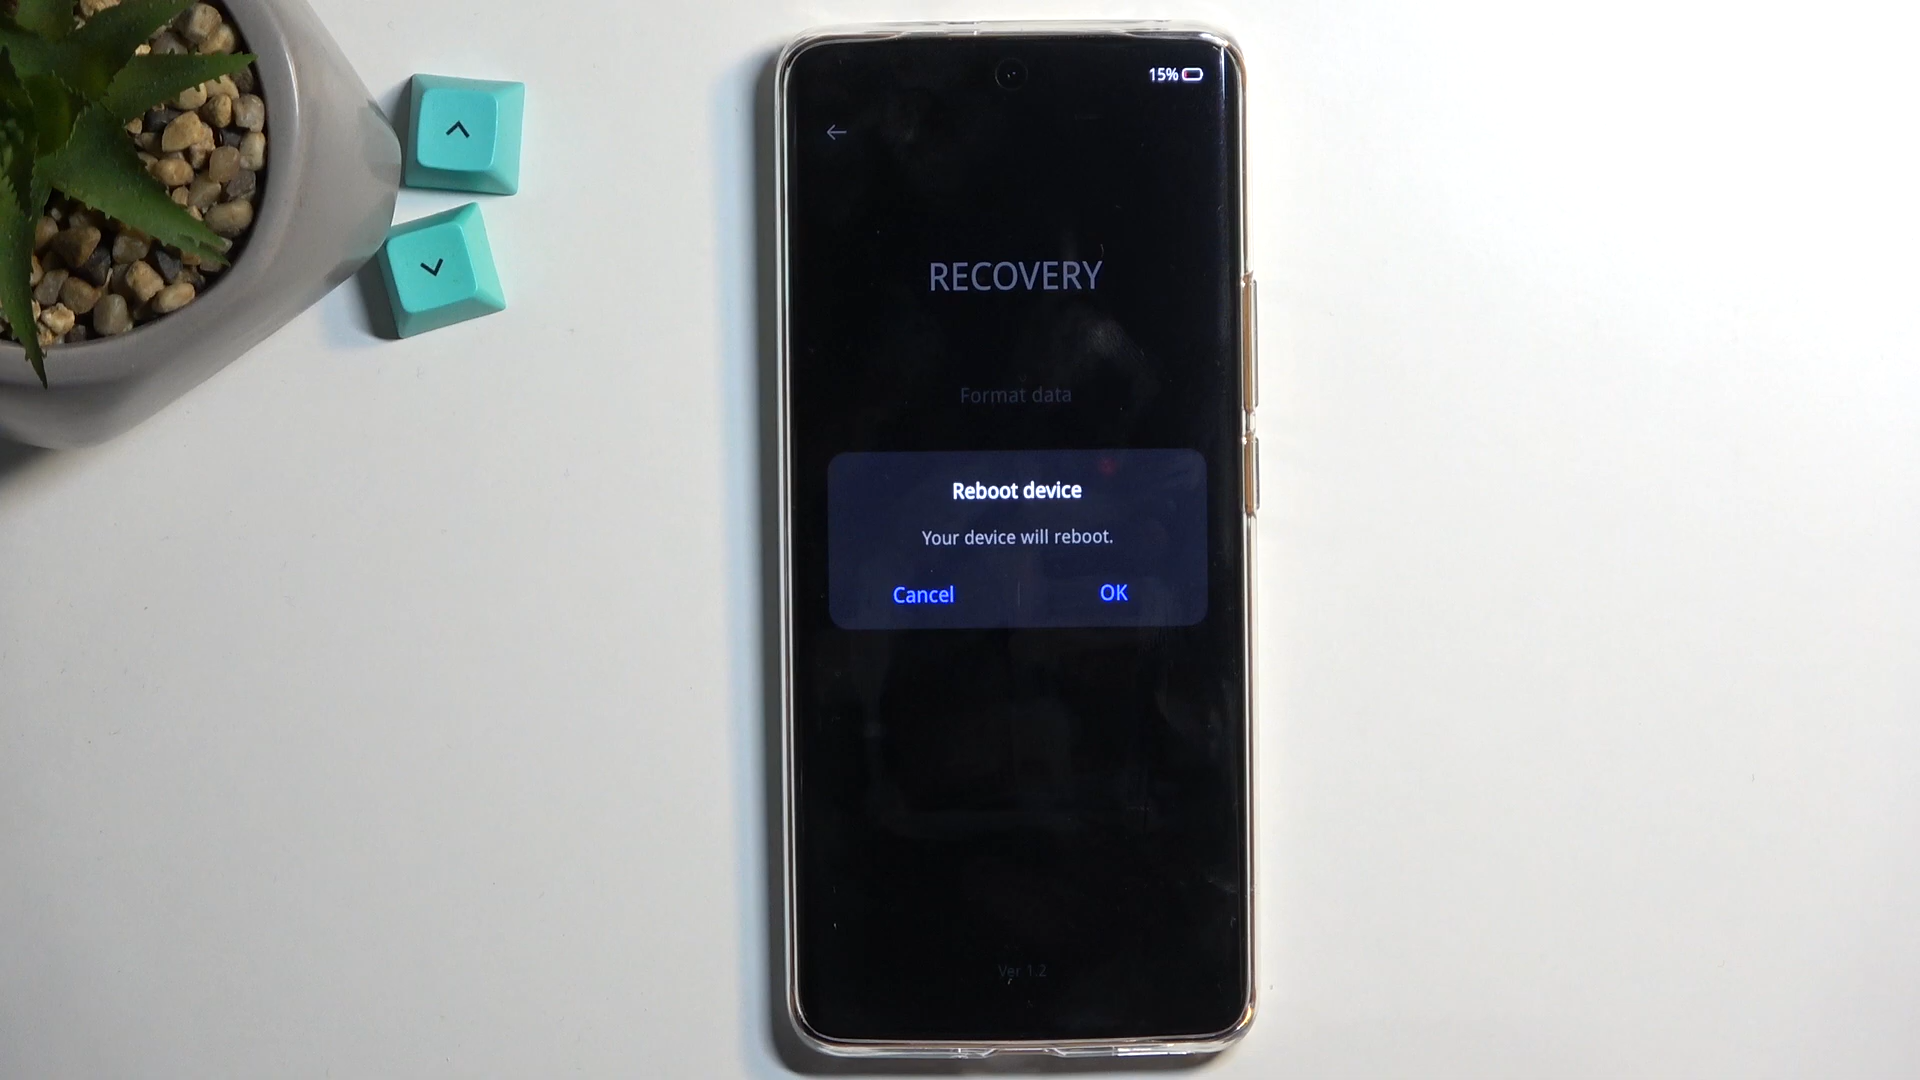 15%
RECOVERY
Format data
Reboot device
Your device will reboot.
Cancel
OK
Ver 1.2